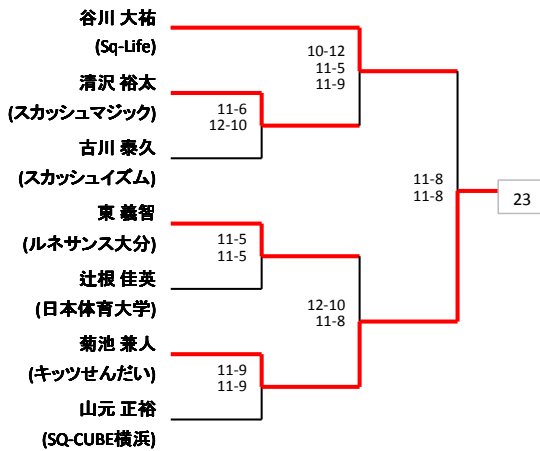 谷川 大祐
(Sq-Life)
清沢 裕太
(スカッシュマジック)
古川 泰久
(スカッシュイズム)
東 義智
(ルネサンス大分)
辻根 佳英
(日本体育大学)
菊池 兼人
(キッツせんだい)
山元 正裕
(SQ-CUBE横浜)
11-6
12-10
11-5
11-5
11-9
11-9
10-12
11-5
11-9
12-10
11-8
11-8
11-8
23